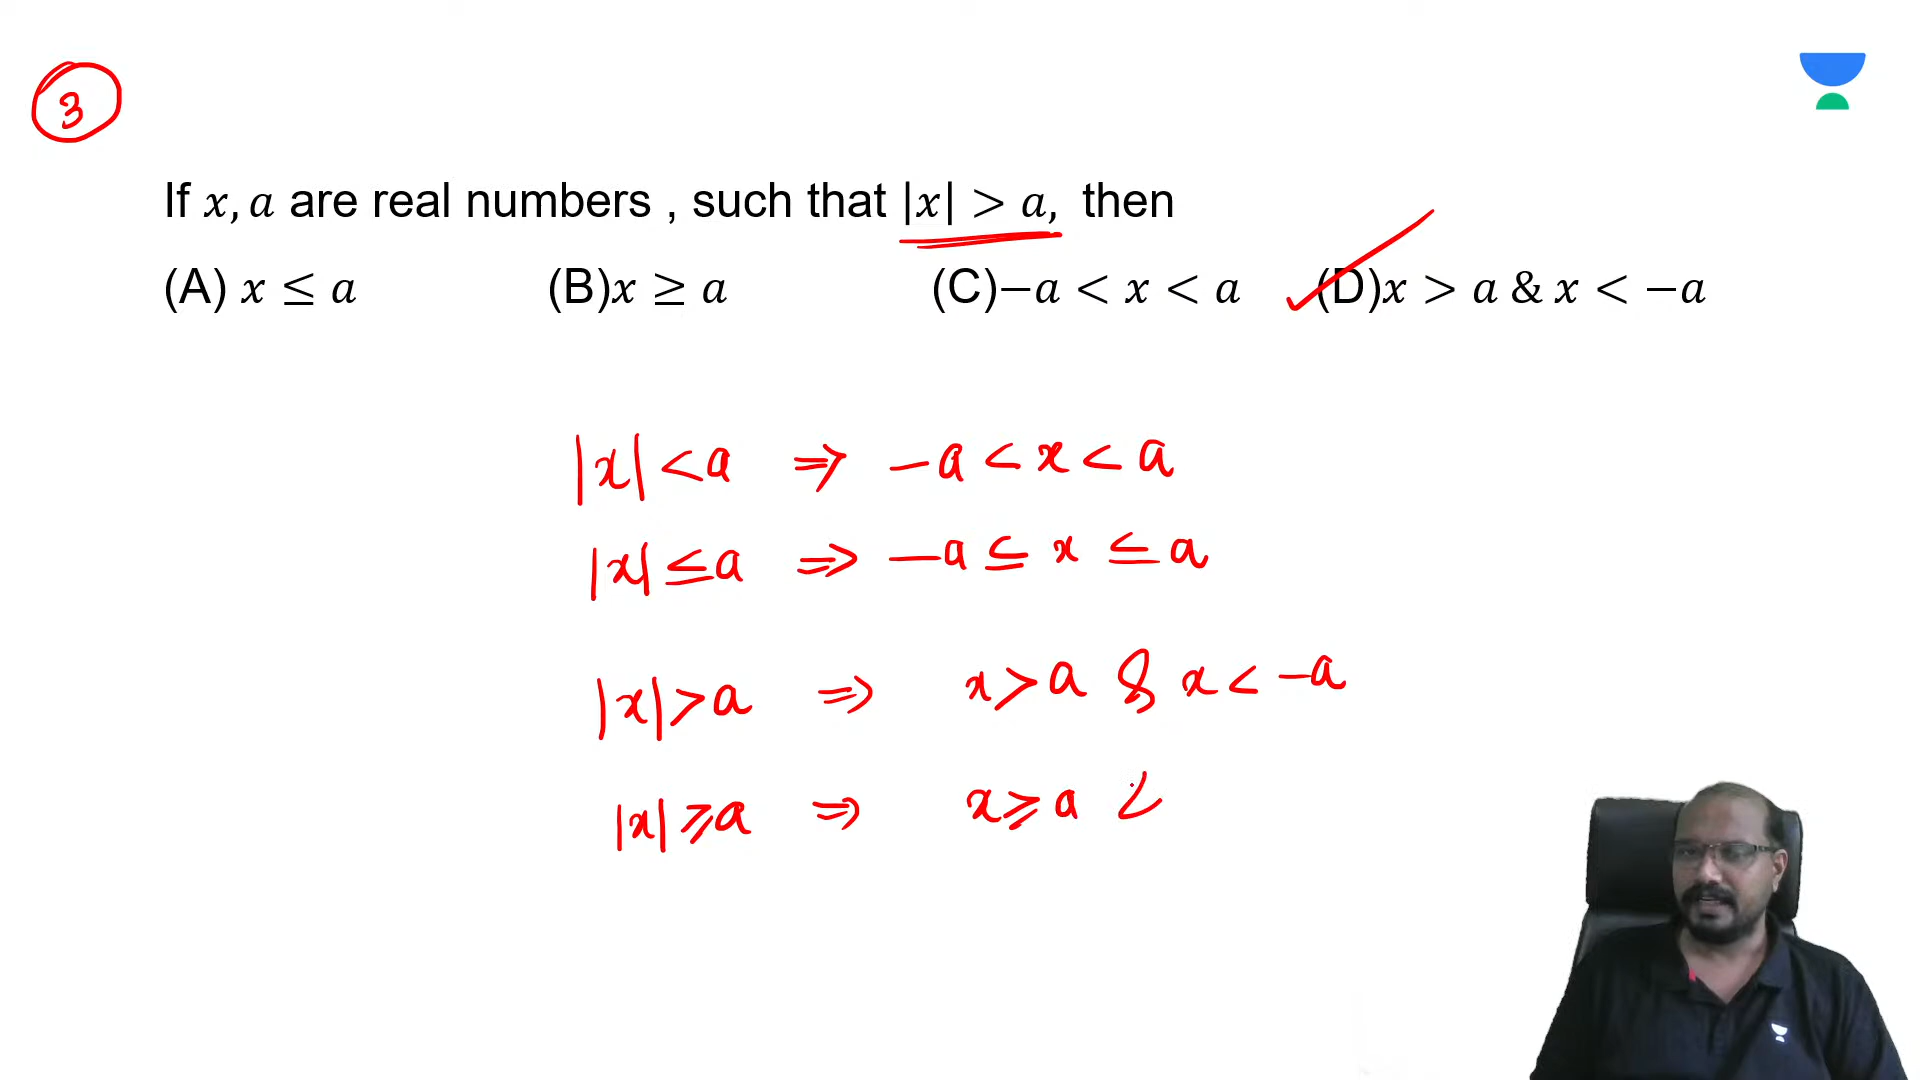 3
If x, a are real numbers , such that |x| > a, then
(A) x ≤ a (B)x ≥ a (C)−a < x < a (D)x > a & x < −a
|x| < a ⇒ −a < x < a
|x| ≤ a ⇒ −a ≤ x ≤ a
|x| > a ⇒ x > a & x < −a
|x| ≥ a ⇒ x ≥ a